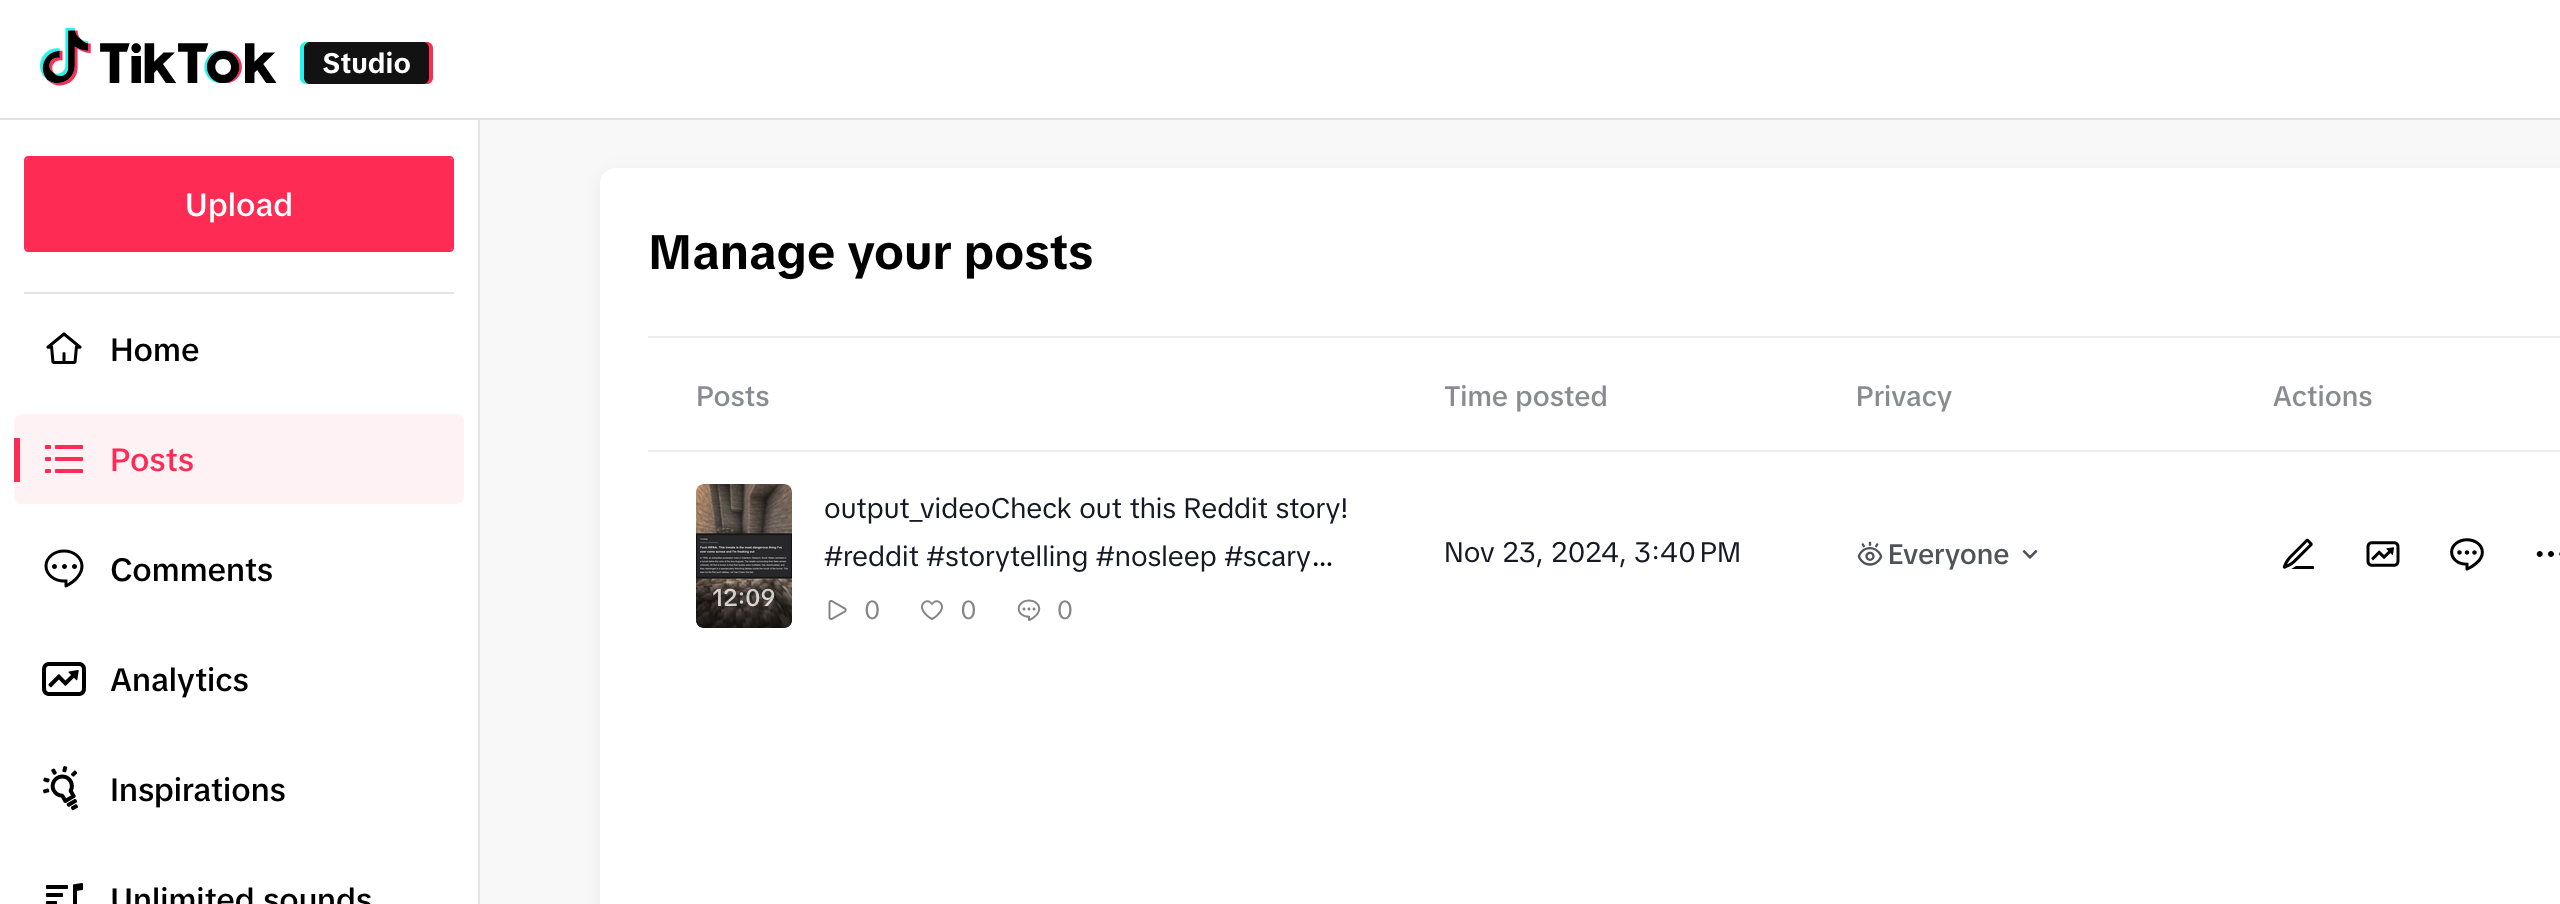 TikTok Studio
Upload
Home
Posts
Comments
Analytics
Inspirations
Unlimited sounds
Manage your posts
Posts Time posted Privacy Actions
output_videoCheck out this Reddit story!
#reddit #storytelling #nosleep #scary...
12:09
0 0 0
Nov 23, 2024, 3:40 PM
Everyone